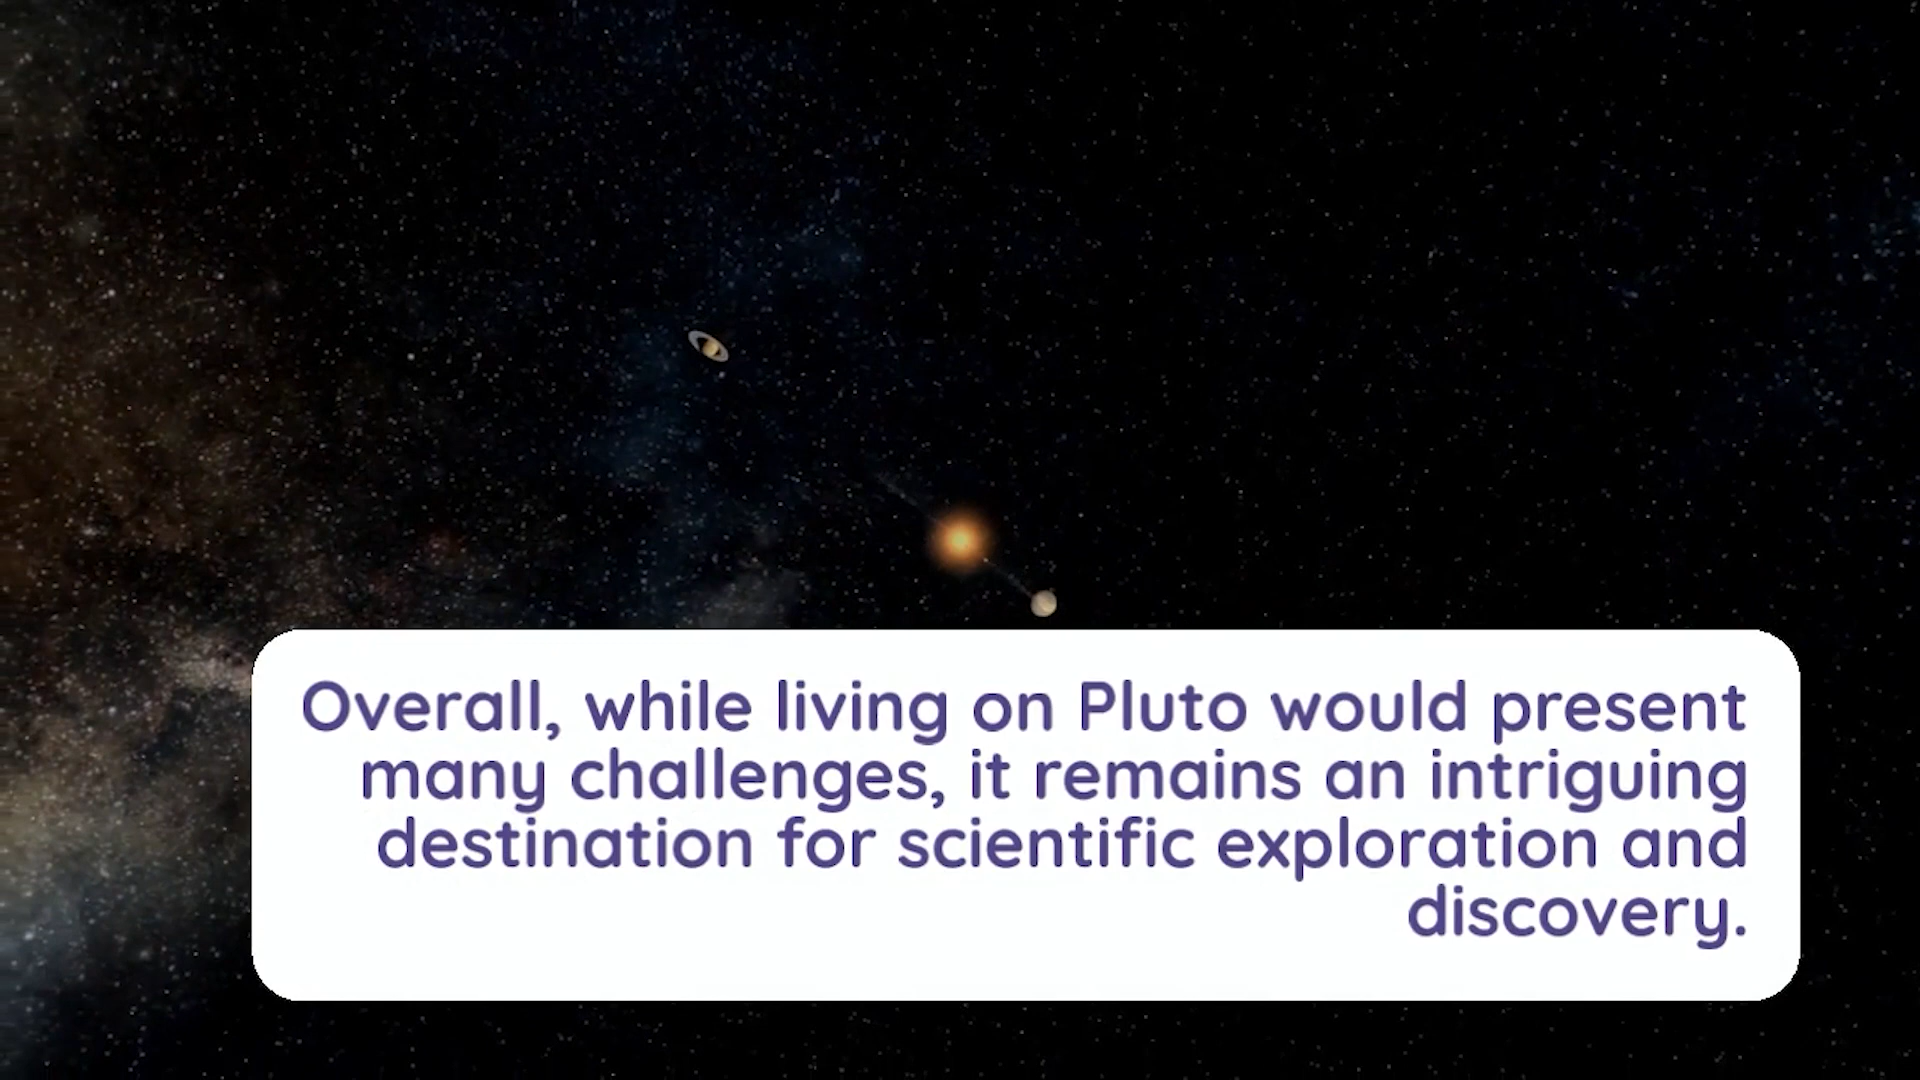 Overall, while living on Pluto would present
many challenges, it remains an intriguing
destination for scientific exploration and
discovery.